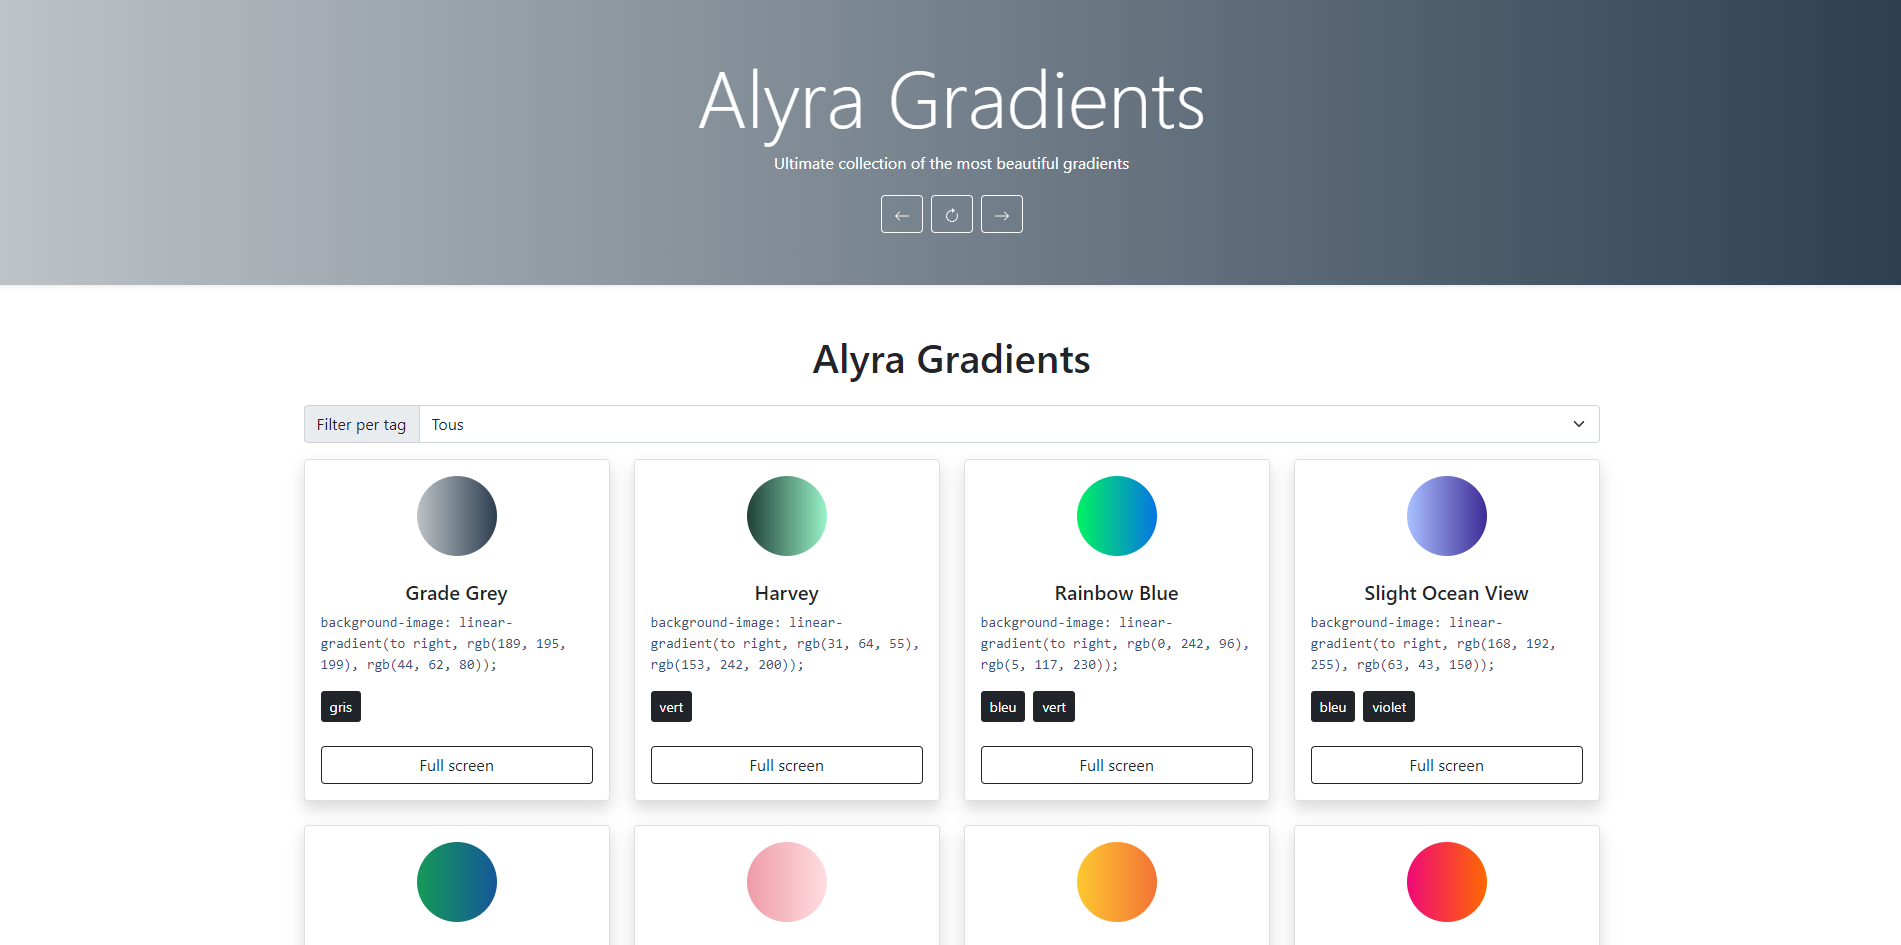 Alyra Gradients
Ultimate collection of the most beautiful gradients
Alyra Gradients
Filter per tag
Tous
Grade Grey
background-image: linear-
gradient(to right, rgb(189, 195,
199), rgb(44, 62, 80));
gris
Full screen
Harvey
background-image: linear-
gradient(to right, rgb(31, 64, 55),
rgb(153, 242, 200));
vert
Full screen
Rainbow Blue
background-image: linear-
gradient(to right, rgb(0, 242, 96),
rgb(5, 117, 230));
bleu
vert
Full screen
Slight Ocean View
background-image: linear-
gradient(to right, rgb(168, 192,
255), rgb(63, 43, 150));
bleu
violet
Full screen